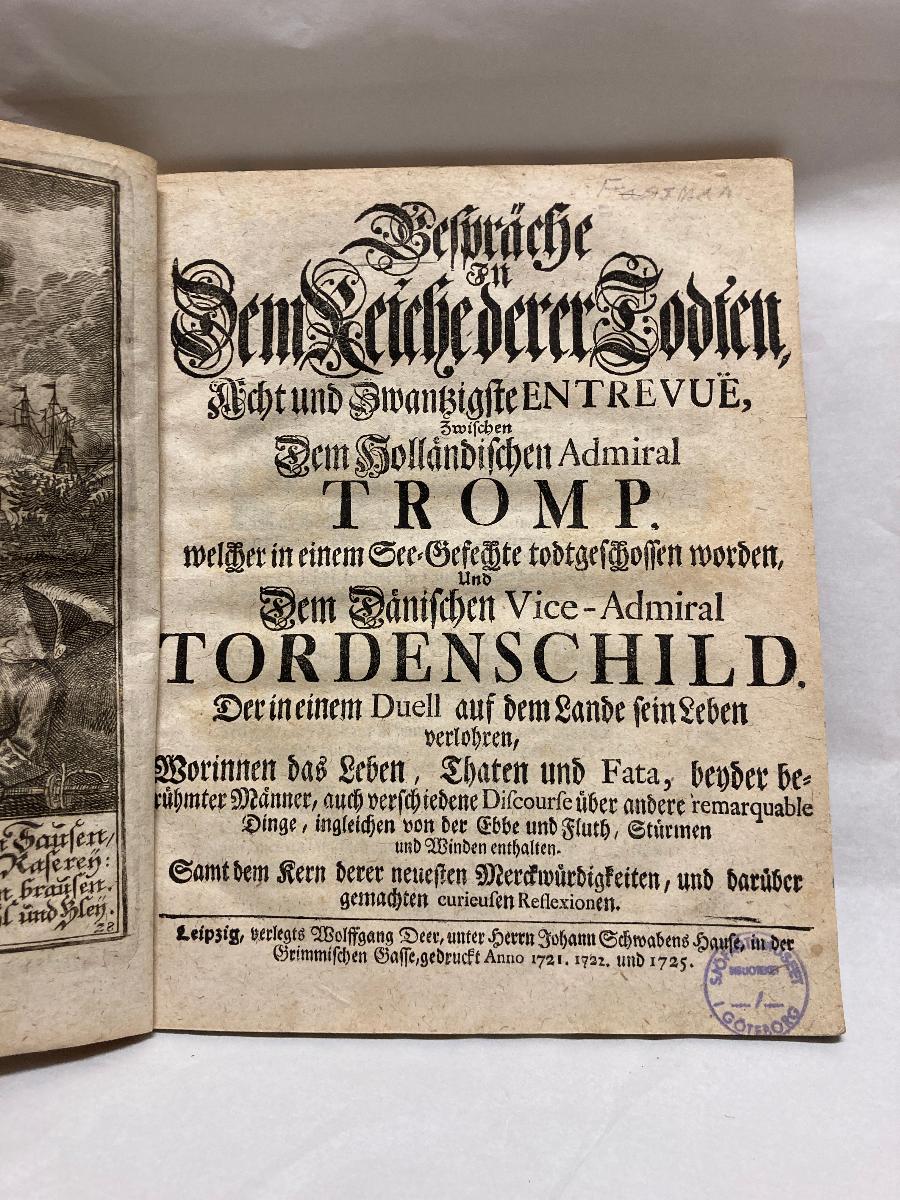 Gespräche
In
Dem Reiche derer Todten,
Acht und Zwantzigste ENTREVUË,
Zwischen
Dem Holländischen Admiral
TROMP.
welcher in einem See-Gefechte todtgeschossen worden,
Und
Dem Dänischen Vice-Admiral
TORDENSCHILD.
Der in einem Duell auf dem Lande sein Leben
verlohren,
Worinnen das Leben, Thaten und Fata, beyder be-
rühmter Männer, auch verschiedene Discourse über andere remarquable
Dinge, ingleichen von der Ebbe und Fluth, Stürmen
und Winden enthalten.
Samt dem Kern derer neuesten Merckwürdigkeiten, und darüber
gemachten curieusen Reflexionen.
Leipzig, verlegts Wolffgang Deer, unter Herrn Johann Schwabens Hause, in der
Grimmischen Gasse, gedruckt Anno 1721. 1722. und 1725.
Sausen,
Raserey:
brausen.
und Bley.
28
BIBLIOTEKET
I GÖTEBORG